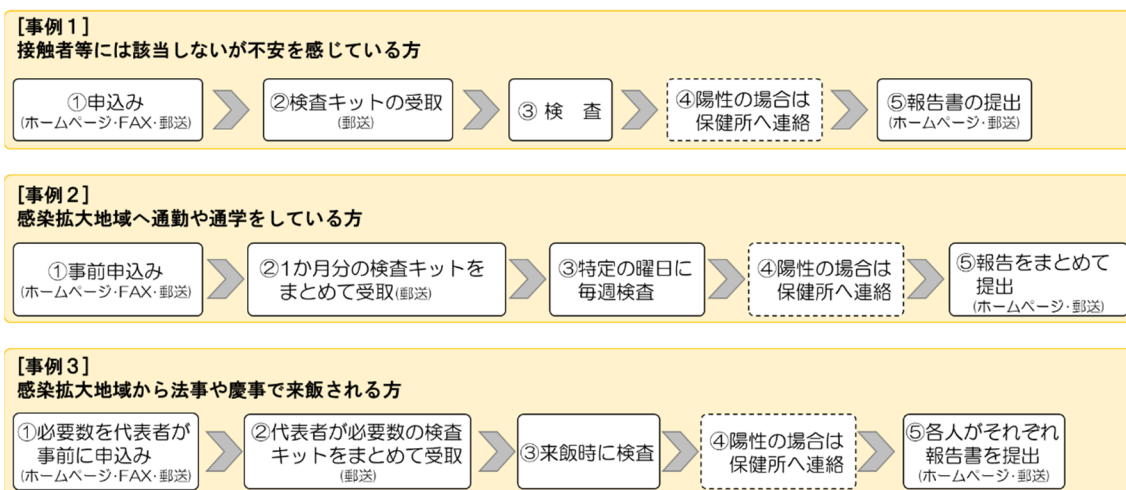 [事例1]
接触者等には該当しないが不安を感じている方
①申込み
(ホームページ・FAX・郵送)
②検査キットの受取
(郵送)
③ 検　査
④陽性の場合は
保健所へ連絡
⑤報告書の提出
(ホームページ・郵送)
[事例2]
感染拡大地域へ通勤や通学をしている方
①事前申込み
(ホームページ・FAX・郵送)
②1か月分の検査キットを
まとめて受取(郵送)
③特定の曜日に
毎週検査
④陽性の場合は
保健所へ連絡
⑤報告をまとめて
提出
(ホームページ・郵送)
[事例3]
感染拡大地域から法事や慶事で来飯される方
①必要数を代表者が
事前に申込み
(ホームページ・FAX・郵送)
②代表者が必要数の検査
キットをまとめて受取
(郵送)
③来飯時に検査
④陽性の場合は
保健所へ連絡
⑤各人がそれぞれ
報告書を提出
(ホームページ・郵送)